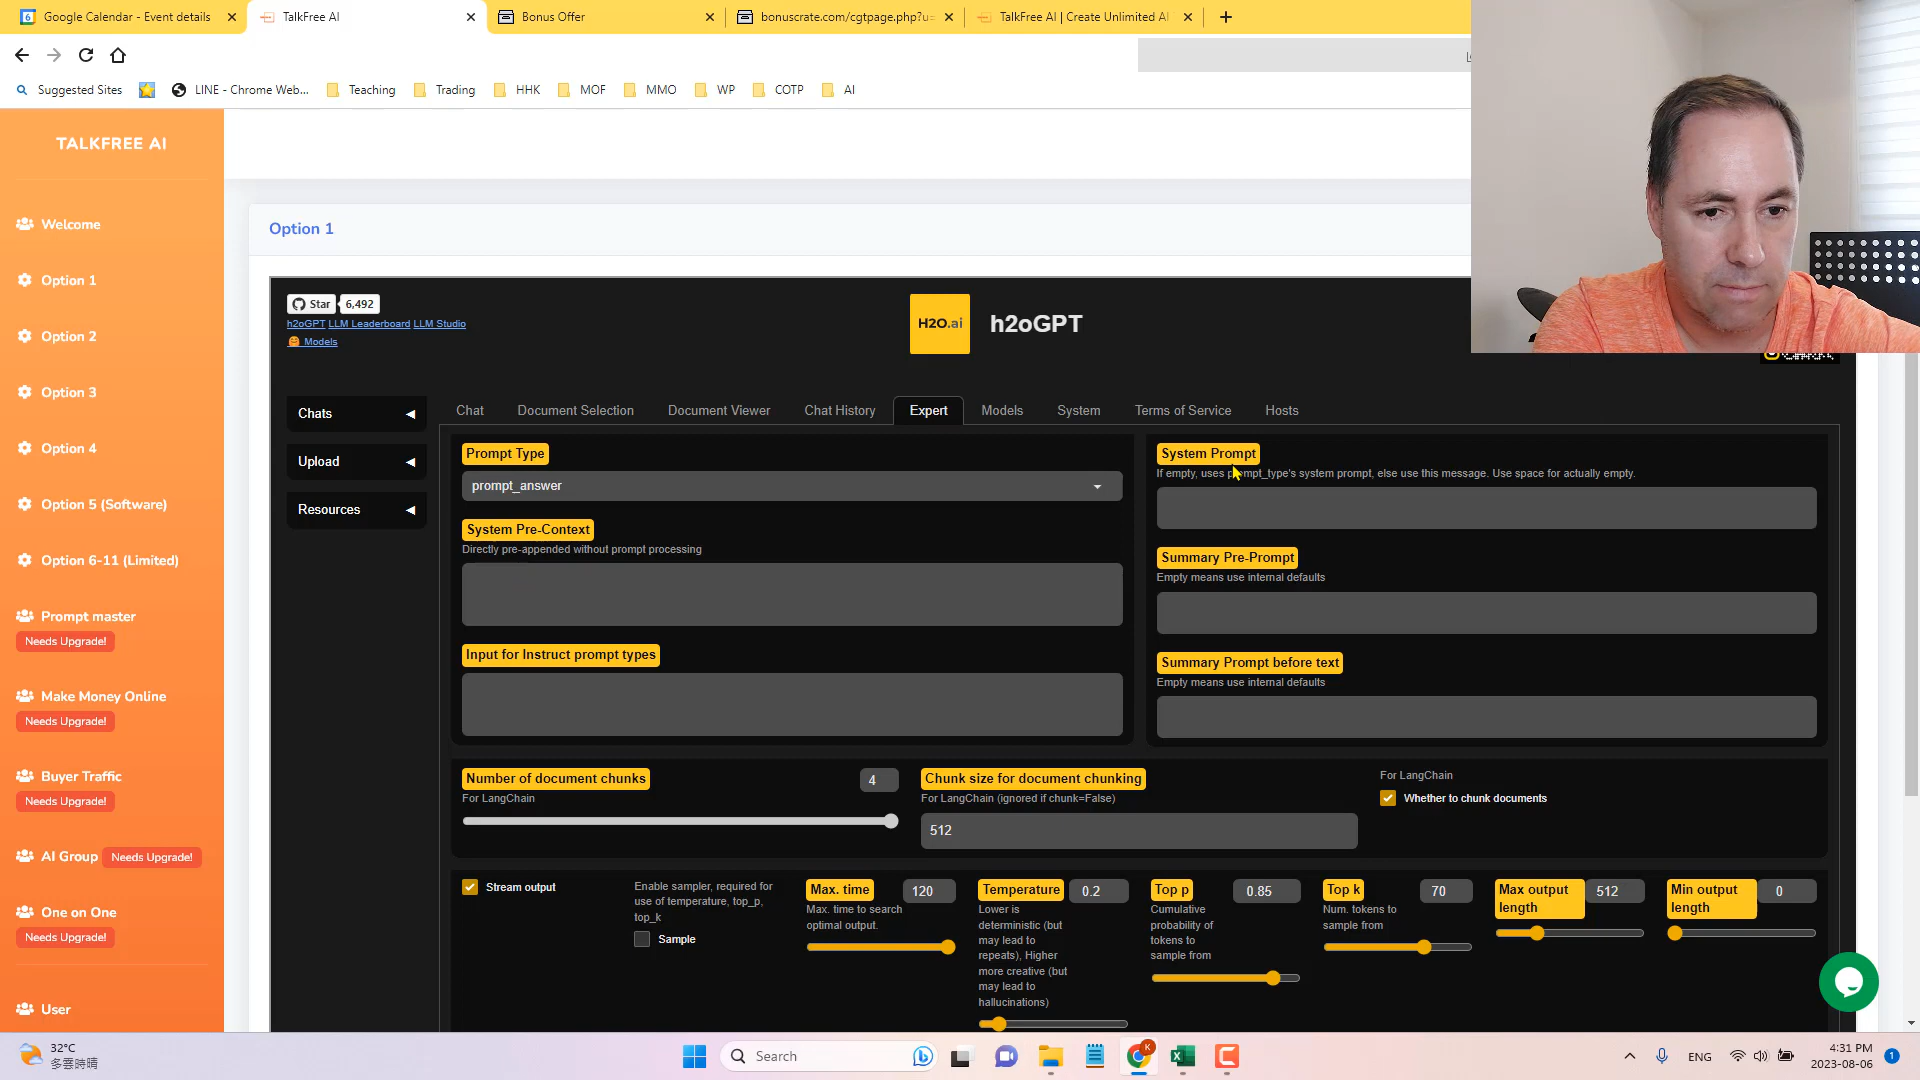 Google Calendar - Event details
TalkFree AI
Bonus Offer
bonuscrate.com/cgtpage.php?u=
TalkFree AI | Create Unlimited AI
Suggested Sites
LINE - Chrome Web...
Teaching
Trading
HHK
MOF
MMO
WP
COTP
AI
TALKFREE AI
Welcome
Option 1
Option 2
Option 3
Option 4
Option 5 (Software)
Option 6-11 (Limited)
Prompt master
Needs Upgrade!
Make Money Online
Needs Upgrade!
Buyer Traffic
Needs Upgrade!
AI Group Needs Upgrade!
One on One
Needs Upgrade!
User
Option 1
Star 6,492
h2oGPT LLM Leaderboard LLM Studio
Models
H2O.ai
h2oGPT
Chats
Upload
Resources
Chat
Document Selection
Document Viewer
Chat History
Expert
Models
System
Terms of Service
Hosts
Prompt Type
prompt_answer
System Pre-Context
Directly pre-appended without prompt processing
Input for Instruct prompt types
System Prompt
If empty, uses prompt_type's system prompt, else use this message. Use space for actually empty.
Summary Pre-Prompt
Empty means use internal defaults
Summary Prompt before text
Empty means use internal defaults
Number of document chunks
4
For LangChain
Chunk size for document chunking
For LangChain (ignored if chunk=False)
512
For LangChain
Whether to chunk documents
Stream output
Enable sampler, required for
use of temperature, top_p,
top_k
Sample
Max. time
120
Max. time to search
optimal output.
Temperature
0.2
Lower is
deterministic (but
may lead to
repeats), Higher
more creative (but
may lead to
hallucinations)
Top p
0.85
Cumulative
probability of
tokens to
sample from
Top k
70
Num. tokens to
sample from
Max output
length
512
Min output
length
0
32°C
多雲時晴
Search
K
ENG
4:31 PM
2023-08-06
1